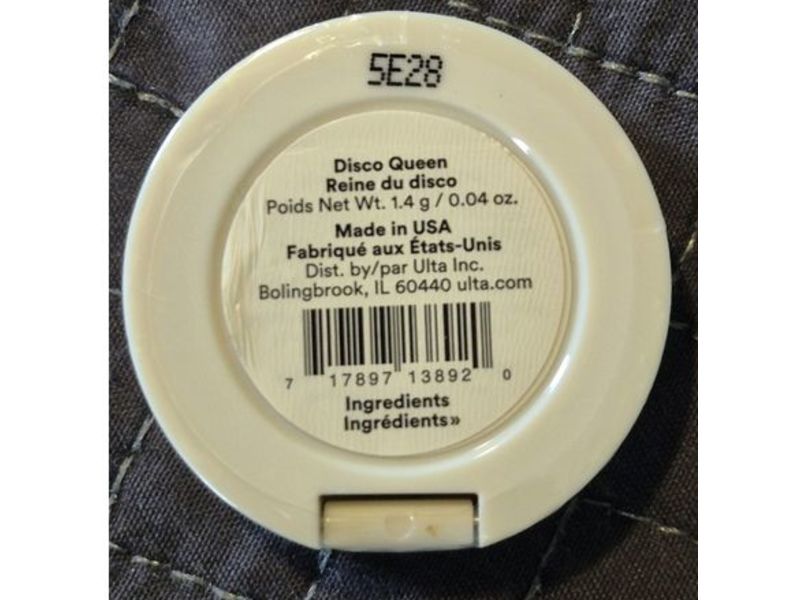 5E28
Disco Queen
Reine du disco
Poids Net Wt. 1.4 g / 0.04 oz.
Made in USA
Fabriqué aux États-Unis
Dist. by/par Ulta Inc.
Bolingbrook, IL 60440 ulta.com
7 17897 13892 0
Ingredients
Ingrédients»